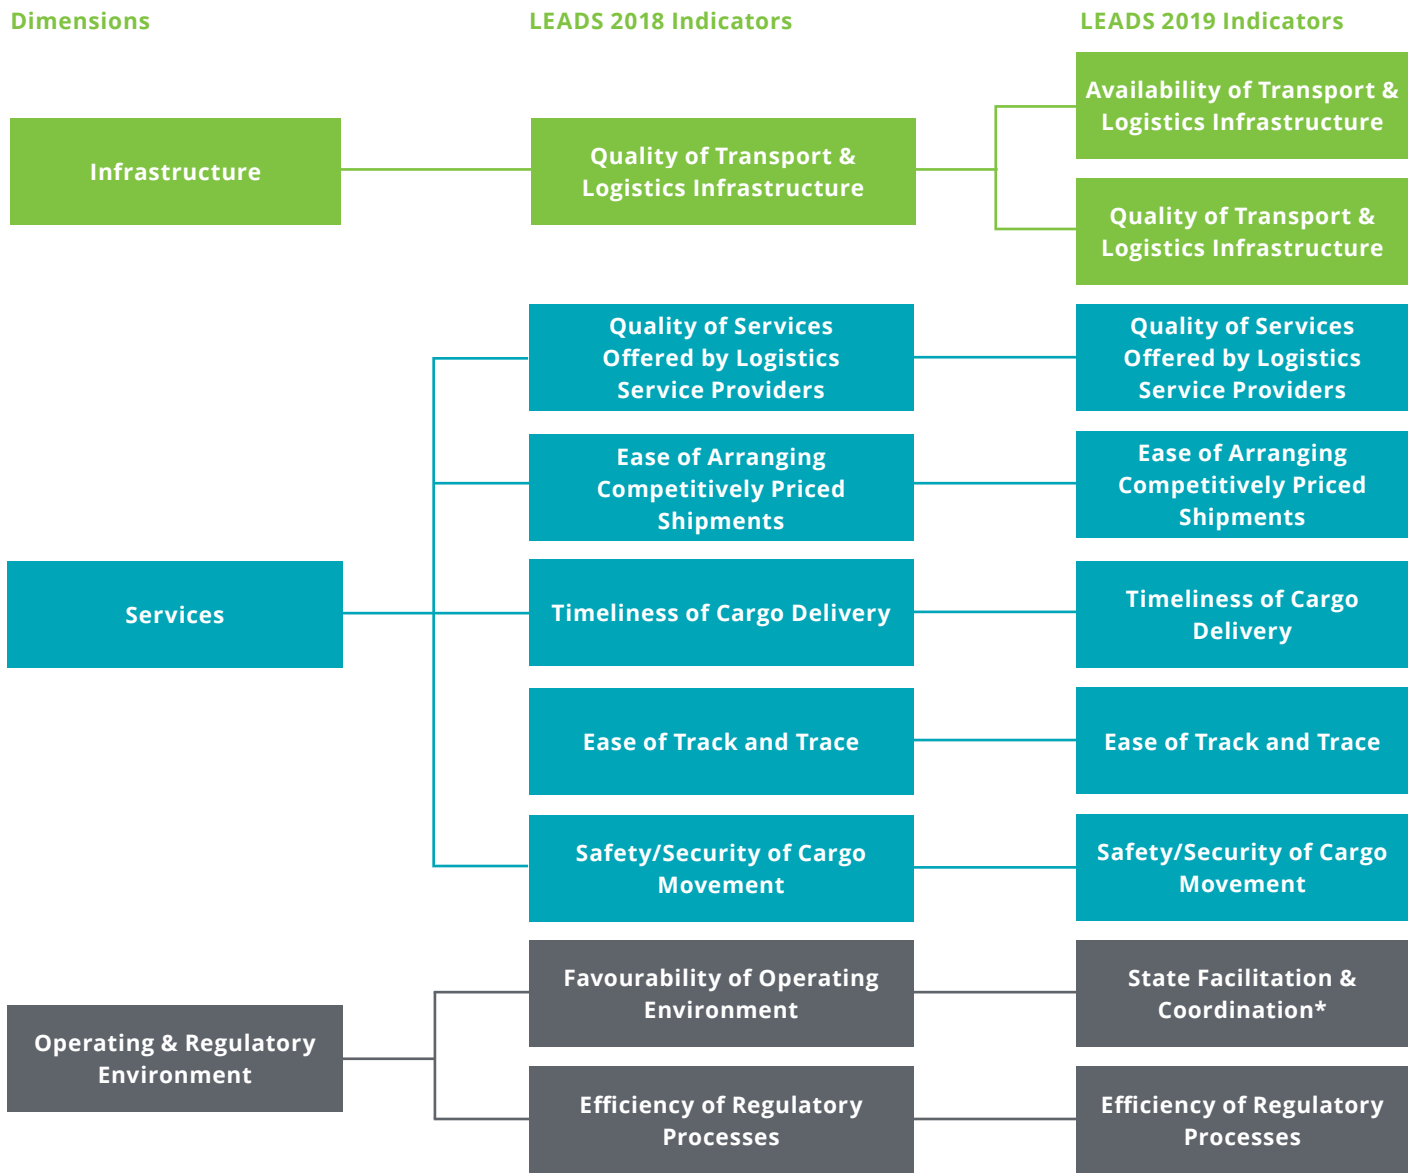 Dimensions
LEADS 2018 Indicators
LEADS 2019 Indicators
Infrastructure
Quality of Transport &
Logistics Infrastructure
Availability of Transport &
Logistics Infrastructure
Quality of Transport &
Logistics Infrastructure
Services
Quality of Services
Offered by Logistics
Service Providers
Quality of Services
Offered by Logistics
Service Providers
Ease of Arranging
Competitively Priced
Shipments
Ease of Arranging
Competitively Priced
Shipments
Timeliness of Cargo Delivery
Timeliness of Cargo
Delivery
Ease of Track and Trace
Ease of Track and Trace
Safety/Security of Cargo
Movement
Safety/Security of Cargo
Movement
Operating & Regulatory
Environment
Favourability of Operating
Environment
State Facilitation &
Coordination*
Efficiency of Regulatory
Processes
Efficiency of Regulatory
Processes